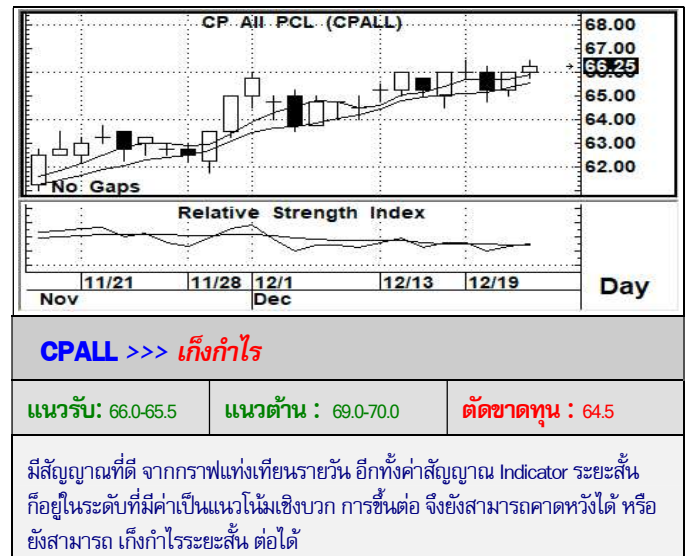 CP All PCL (CPALL)
68.00
67.00
66.25
65.00
64.00
63.00
62.00
No Gaps
Relative Strength Index
11/21 11/28 12/1 12/13 12/19
Nov Dec
Day
CPALL >>> เก็งกำไร
แนวรับ: 66.0-65.5 แนวต้าน : 69.0-70.0 ตัดขาดทุน : 64.5
มีสัญญาณที่ดี จากกราฟแท่งเทียนรายวัน อีกทั้งค่าสัญญาณ Indicator ระยะสั้น
ก็อยู่ในระดับที่มีค่าเป็นแนวโน้มเชิงบวก การขึ้นต่อ จึงยังสามารถคาดหวังได้ หรือ
ยังสามารถ เก็งกำไรระยะสั้น ต่อได้